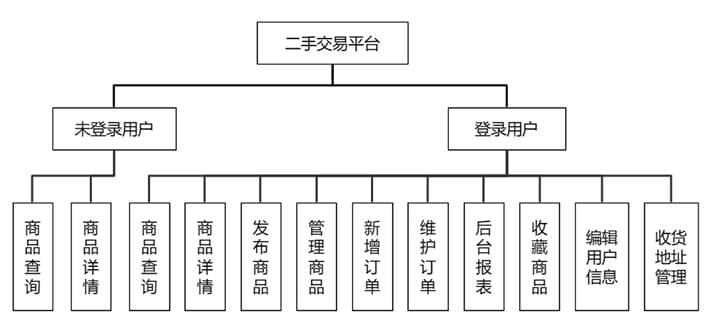 二手交易平台
未登录用户
登录用户
商品查询
商品详情
商品查询
商品详情
发布商品
管理商品
新增订单
维护订单
后台报表
收藏商品
编辑
用户
信息
收货
地址
管理